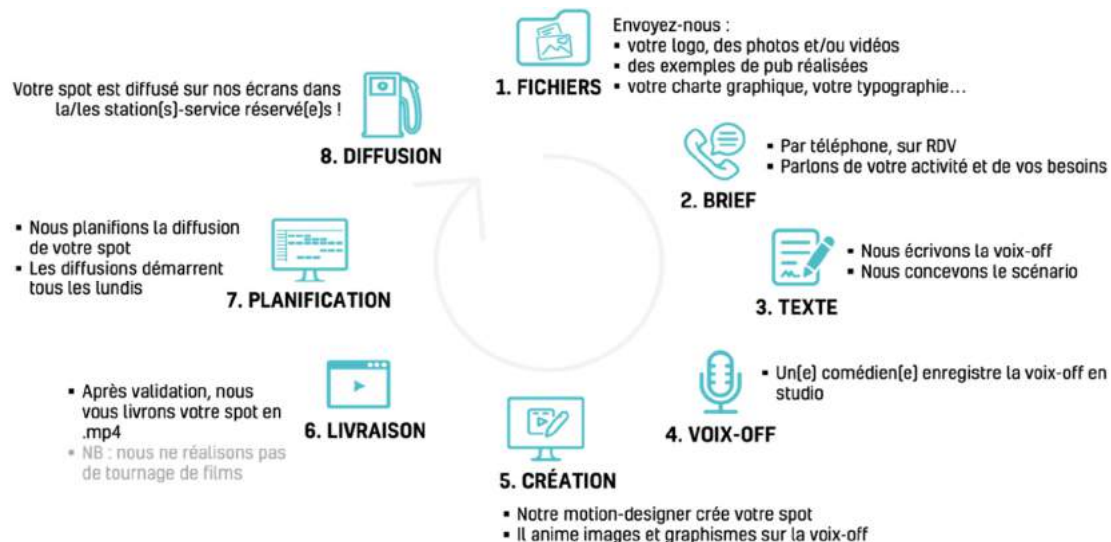 Envoyez-nous :
▪ votre logo, des photos et/ou vidéos
▪ des exemples de pub réalisées
▪ votre charte graphique, votre typographie…
1. FICHIERS
▪ Par téléphone, sur RDV
▪ Parlons de votre activité et de vos besoins
2. BRIEF
▪ Nous écrivons la voix-off
▪ Nous concevons le scénario
3. TEXTE
▪ Un(e) comédien(e) enregistre la voix-off en
studio
4. VOIX-OFF
5. CRÉATION
▪ Notre motion-designer crée votre spot
▪ Il anime images et graphismes sur la voix-off
▪ Après validation, nous
vous livrons votre spot en
.mp4
▪ NB : nous ne réalisons pas
de tournage de films
6. LIVRAISON
▪ Nous planifions la diffusion
de votre spot
▪ Les diffusions démarrent
tous les lundis
7. PLANIFICATION
Votre spot est diffusé sur nos écrans dans
la/les station(s)-service réservé(e)s !
8. DIFFUSION